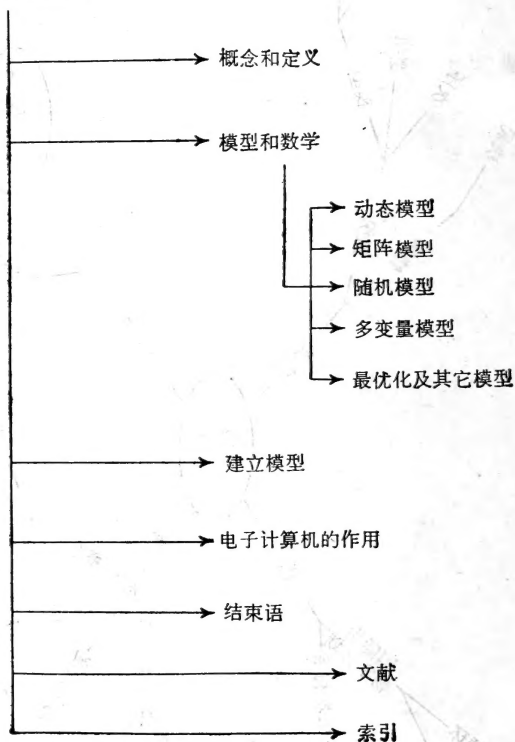 概念和定义
模型和数学
动态模型
矩阵模型
随机模型
多变量模型
最优化及其它模型
建立模型
电子计算机的作用
结束语
文献
索引